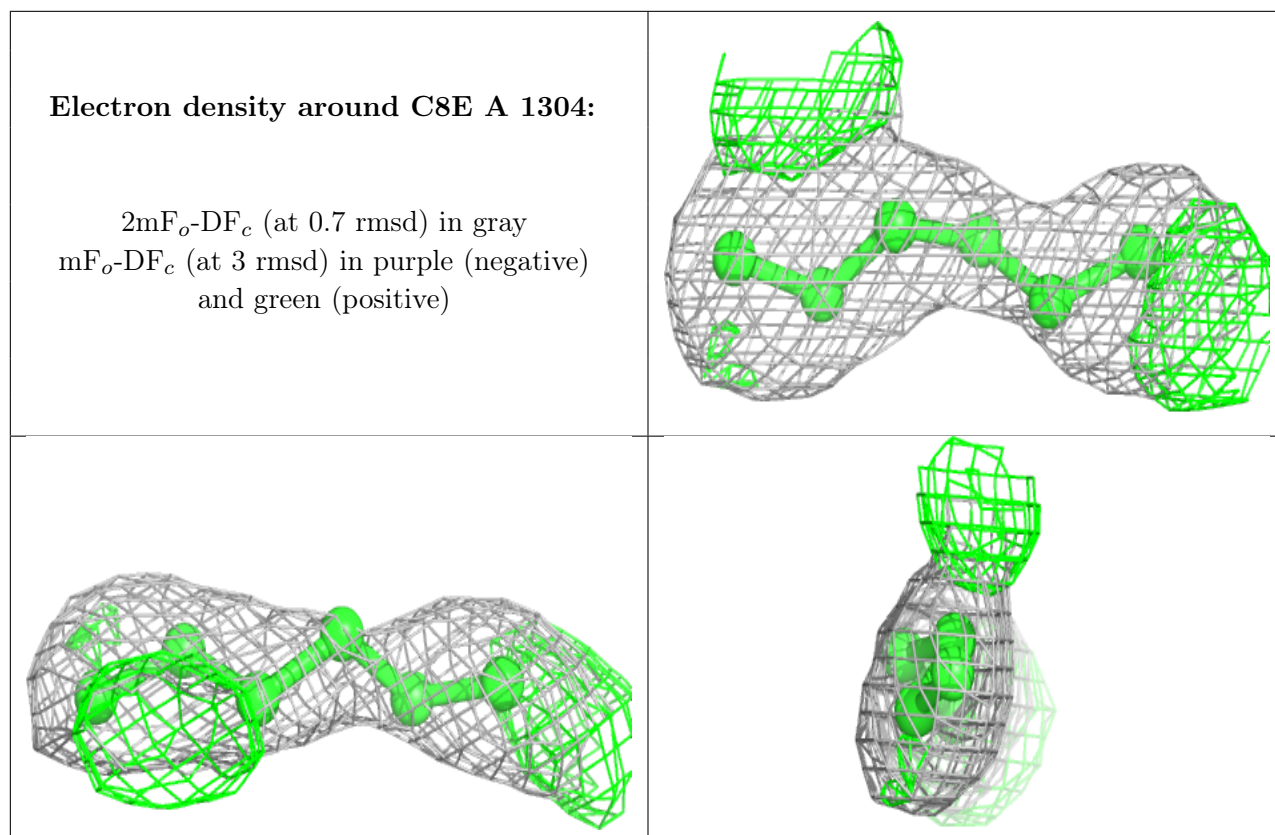 Electron density around C8E A 1304:
2mFo-DFc (at 0.7 rmsd) in gray
mFo-DFc (at 3 rmsd) in purple (negative)
and green (positive)